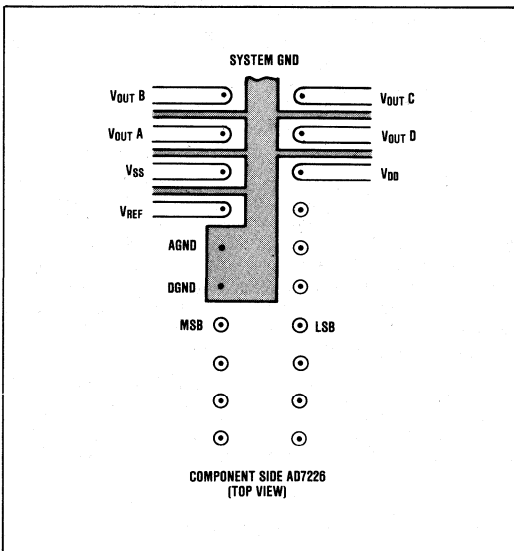 SYSTEM GND
VOUT B VOUT C
VOUT A VOUT D
VSS VDD
VREF
AGND
DGND
MSB LSB
COMPONENT SIDE AD7226
(TOP VIEW)